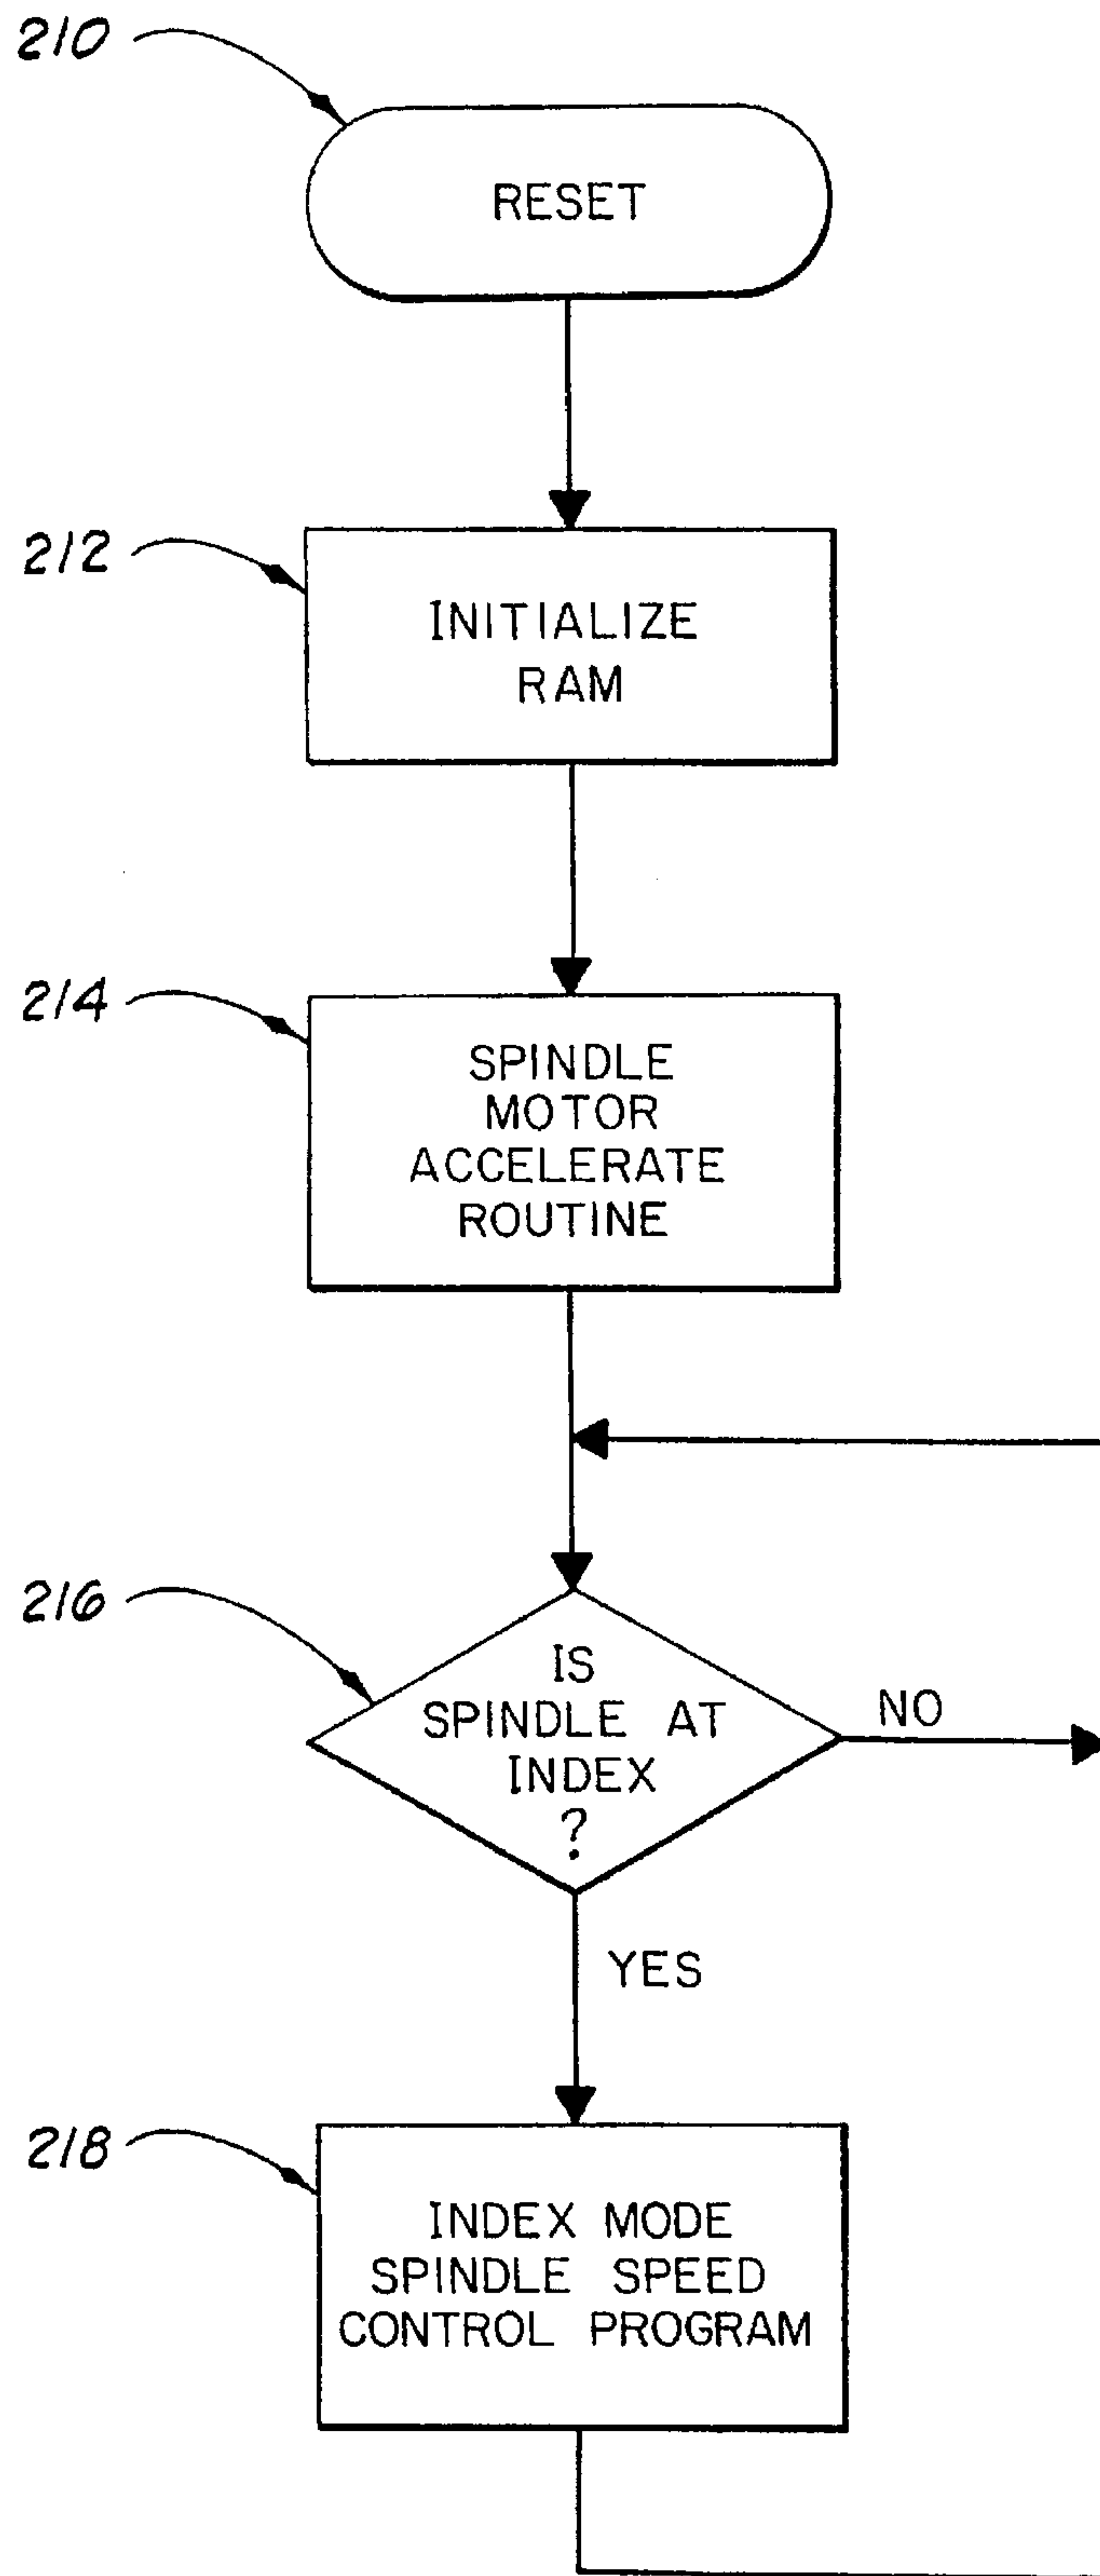 210
RESET
212
INITIALIZE
RAM
214
SPINDLE
MOTOR
ACCELERATE
ROUTINE
216
IS
SPINDLE AT
INDEX
?
NO
YES
218
INDEX MODE
SPINDLE SPEED
CONTROL PROGRAM